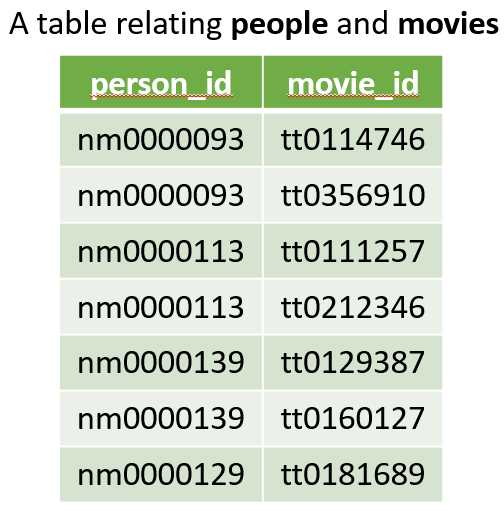 A table relating people and movies
person_id movie_id
nm0000093 tt0114746
nm0000093 tt0356910
nm0000113 tt0111257
nm0000113 tt0212346
nm0000139 tt0129387
nm0000139 tt0160127
nm0000129 tt0181689